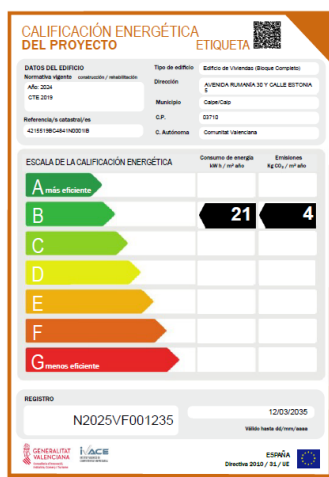 CALIFICACIÓN ENERGÉTICA
DEL PROYECTO
ETIQUETA
DATOS DEL EDIFICIO
Normativa vigente construcción / rehabilitación
Año: 2024
CTE 2019
Referencia/s catastral/es
Tipo de edificio
Edificio de Viviendas (Bloque Completo)
Dirección
AVENIDA RUMANÍA 30 Y CALLE ESTONIA
Municipio
Calpe/Calp
C.P.
03710
C. Autónoma
Comunitat Valenciana
ESCALA DE LA CALIFICACIÓN ENERGÉTICA
Consumo de energía
kW h / m² año
Emisiones
kg CO₂ / m² año
A más eficiente
B
21
4
C
D
E
F
G menos eficiente
REGISTRO
N2025VF001235
12/03/2035
Válido hasta dd/mm/aaaa
GENERALITAT
VALENCIANA
IVACE
ESPAÑA
Directiva 2010 / 31 / UE